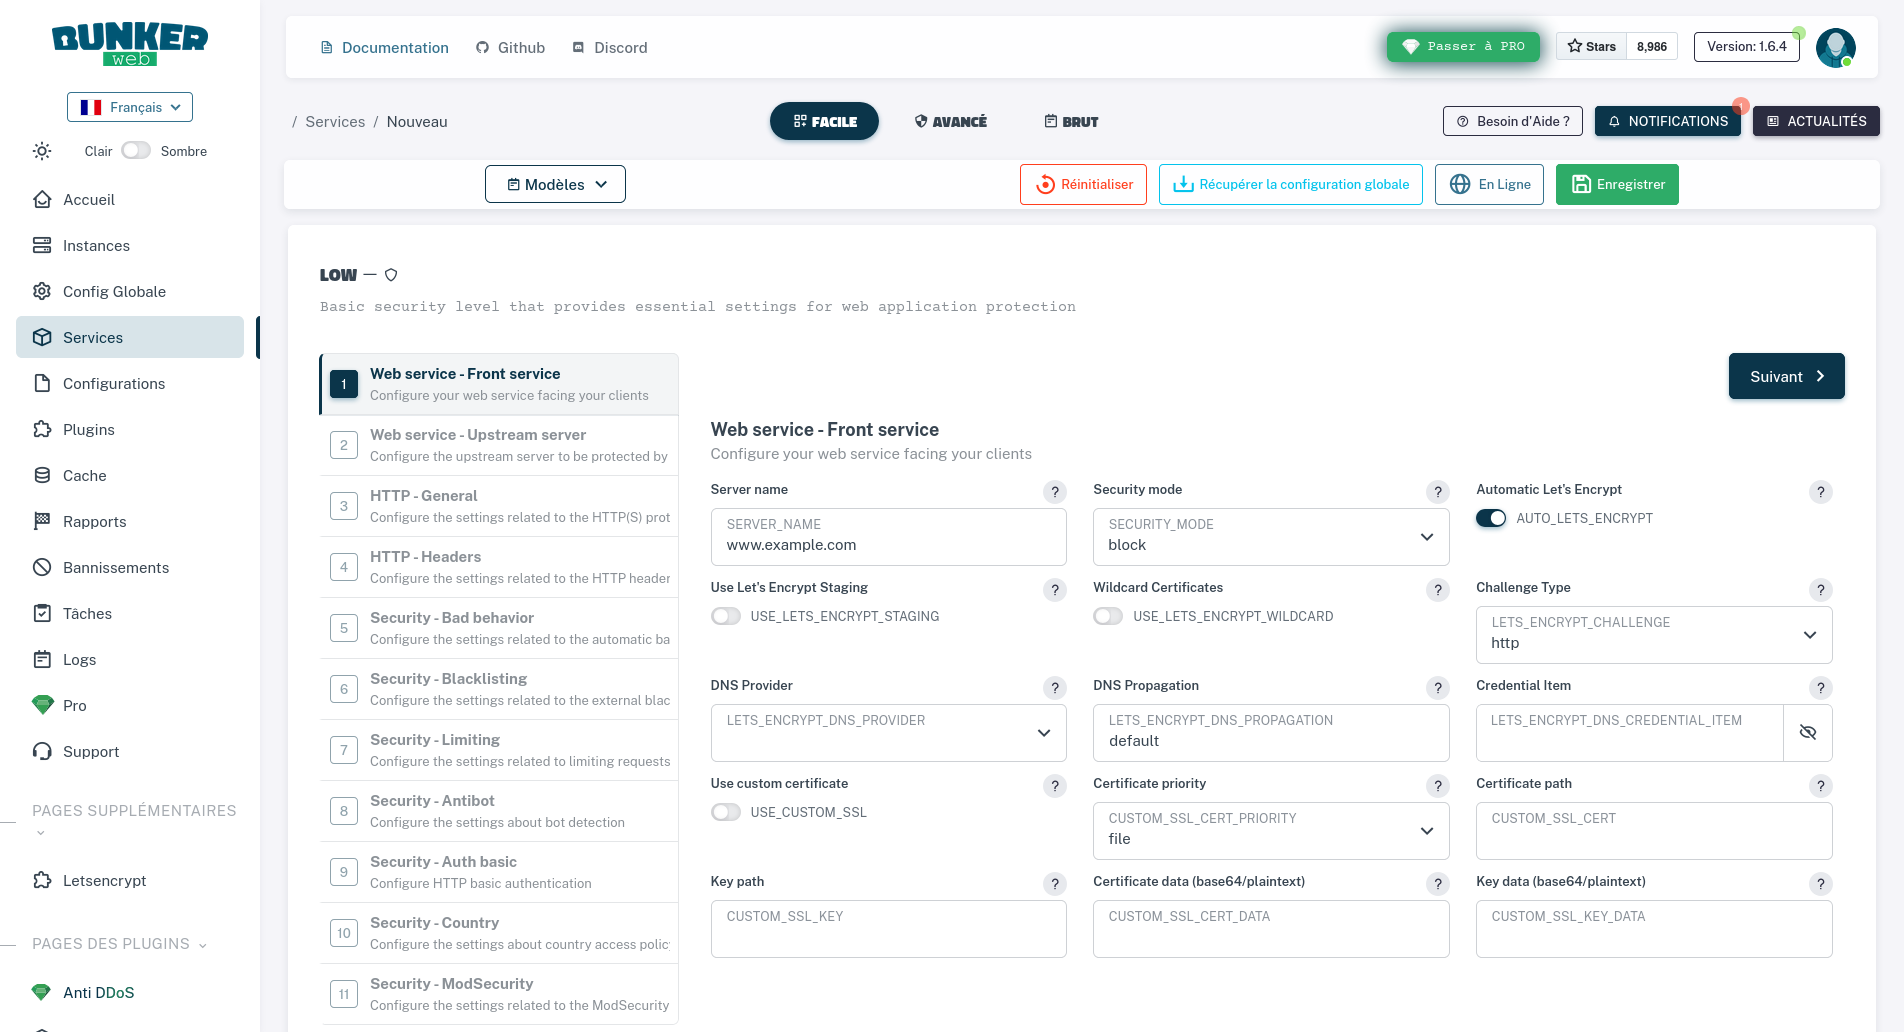 BUNKER
web
Français
Clair
Sombre
Accueil
Instances
Config Globale
Services
Configurations
Plugins
Cache
Rapports
Bannissements
Tâches
Logs
Pro
Support
PAGES SUPPLÉMENTAIRES
Letsencrypt
PAGES DES PLUGINS
Anti DDoS
Documentation
Github
Discord
Passer à PRO
Stars
8,986
Version: 1.6.4
/ Services / Nouveau
FACILE
AVANCÉ
BRUT
Besoin d'Aide ?
NOTIFICATIONS
1
ACTUALITÉS
Modèles
Réinitialiser
Récupérer la configuration globale
En Ligne
Enregistrer
LOW —
Basic security level that provides essential settings for web application protection
1
Web service - Front service
Configure your web service facing your clients
2
Web service - Upstream server
Configure the upstream server to be protected by
3
HTTP - General
Configure the settings related to the HTTP(S) prot
4
HTTP - Headers
Configure the settings related to the HTTP header
5
Security - Bad behavior
Configure the settings related to the automatic ba
6
Security - Blacklisting
Configure the settings related to the external blac
7
Security - Limiting
Configure the settings related to limiting requests
8
Security - Antibot
Configure the settings about bot detection
9
Security - Auth basic
Configure HTTP basic authentication
10
Security - Country
Configure the settings about country access policy
11
Security - ModSecurity
Configure the settings related to the ModSecurity
Suivant
Web service - Front service
Configure your web service facing your clients
Server name
?
SERVER_NAME
www.example.com
Security mode
?
SECURITY_MODE
block
Automatic Let's Encrypt
?
AUTO_LETS_ENCRYPT
Use Let's Encrypt Staging
?
USE_LETS_ENCRYPT_STAGING
Wildcard Certificates
?
USE_LETS_ENCRYPT_WILDCARD
Challenge Type
?
LETS_ENCRYPT_CHALLENGE
http
DNS Provider
?
LETS_ENCRYPT_DNS_PROVIDER
DNS Propagation
?
LETS_ENCRYPT_DNS_PROPAGATION
default
Credential Item
?
LETS_ENCRYPT_DNS_CREDENTIAL_ITEM
Use custom certificate
?
USE_CUSTOM_SSL
Certificate priority
?
CUSTOM_SSL_CERT_PRIORITY
file
Certificate path
?
CUSTOM_SSL_CERT
Key path
?
CUSTOM_SSL_KEY
Certificate data (base64/plaintext)
?
CUSTOM_SSL_CERT_DATA
Key data (base64/plaintext)
?
CUSTOM_SSL_KEY_DATA